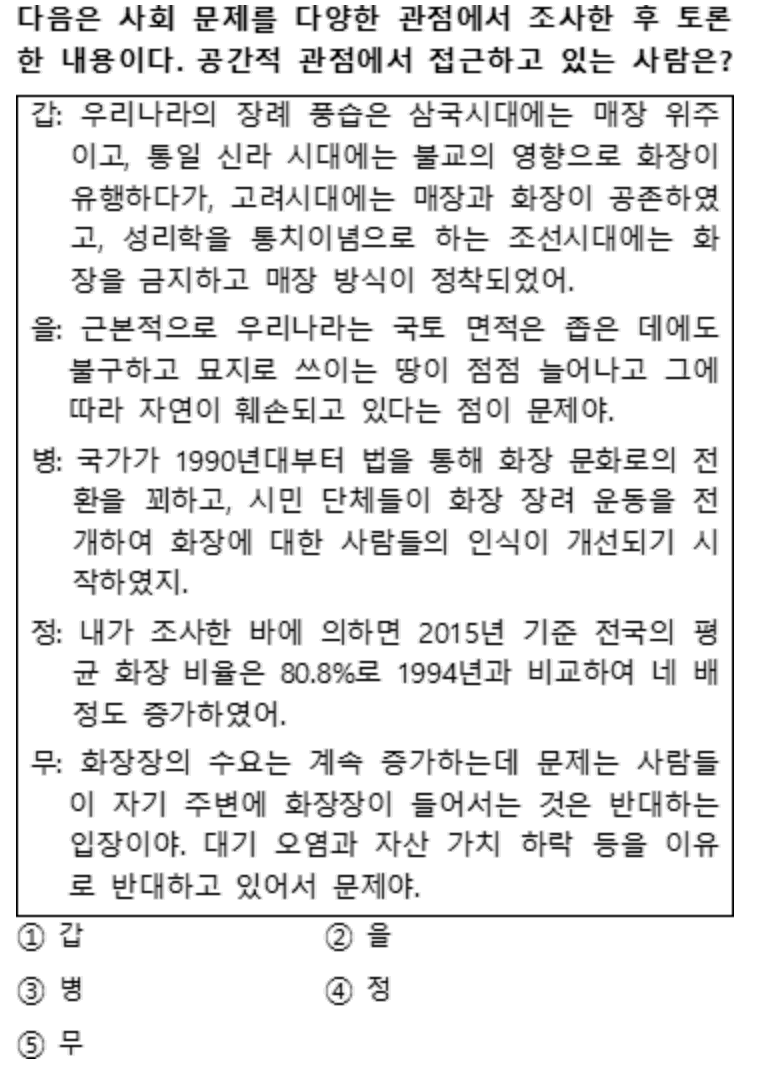 다음은 사회 문제를 다양한 관점에서 조사한 후 토론
한 내용이다. 공간적 관점에서 접근하고 있는 사람은?
갑: 우리나라의 장례 풍습은 삼국시대에는 매장 위주
이고, 통일 신라 시대에는 불교의 영향으로 화장이
유행하다가, 고려시대에는 매장과 화장이 공존하였
고, 성리학을 통치이념으로 하는 조선시대에는 화
장을 금지하고 매장 방식이 정착되었어.
을: 근본적으로 우리나라는 국토 면적은 좁은 데에도
불구하고 묘지로 쓰이는 땅이 점점 늘어나고 그에
따라 자연이 훼손되고 있다는 점이 문제야.
병: 국가가 1990년대부터 법을 통해 화장 문화로의 전
환을 꾀하고, 시민 단체들이 화장 장려 운동을 전
개하여 화장에 대한 사람들의 인식이 개선되기 시
작하였지.
정: 내가 조사한 바에 의하면 2015년 기준 전국의 평
균 화장 비율은 80.8%로 1994년과 비교하여 네 배
정도 증가하였어.
무: 화장장의 수요는 계속 증가하는데 문제는 사람들
이 자기 주변에 화장장이 들어서는 것은 반대하는
입장이야. 대기 오염과 자산 가치 하락 등을 이유
로 반대하고 있어서 문제야.
① 갑 ② 을
③ 병 ④ 정
⑤ 무